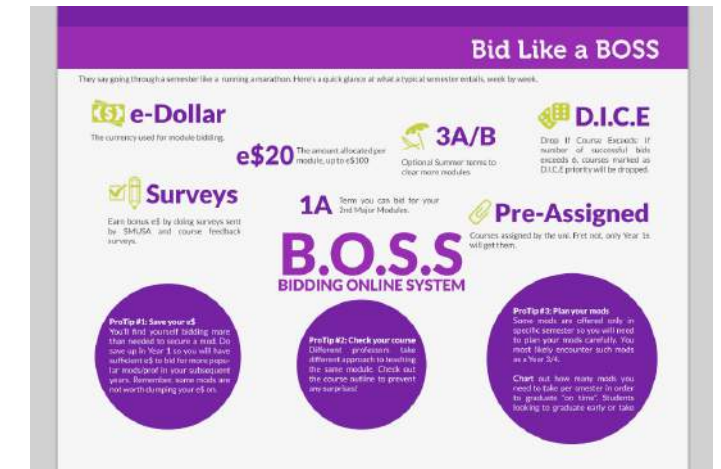 Bid Like a BOSS
They say going through a semester like a running a marathon. Here's a quick glance at what a typical semester entails, week by week.
e-Dollar
The currency used for module bidding.
e$20
The amount allocated per
module, up to e$100
3A/B
Optional Summer terms to
clear more modules
D.I.C.E
Drop If Course Exceeds: If
number of successful bids
exceeds 6, courses marked as
D.I.C.E priority will be dropped.
Surveys
Earn bonus e$ by doing surveys sent
by SMUSA and course feedback
surveys.
1A
Term you can bid for your
2nd Major Modules.
Pre-Assigned
Courses assigned by the uni. Fret not, only Year 1s
will get them.
B.O.S.S
BIDDING ONLINE SYSTEM
ProTip #1: Save your e$
You'll find yourself bidding more
than needed to secure a mod. Do
save up in Year 1 so you will have
sufficient e$ to bid for more popu-
lar mods/prof in your subsequent
years. Remember, some mods are
not worth dumping your e$ on.
ProTip #2: Check your course
Different professors take
different approach to teaching
the same module. Check out
the course outline to prevent
any surprises!
ProTip #3: Plan your mods
Some mods are offered only in
specific semester so you will need
to plan your mods carefully. You
most likely encounter such mods
as a Year 3/4.
Chart out how many mods you
need to take per smester in order
to graduate "on time". Students
looking to graduate early or take